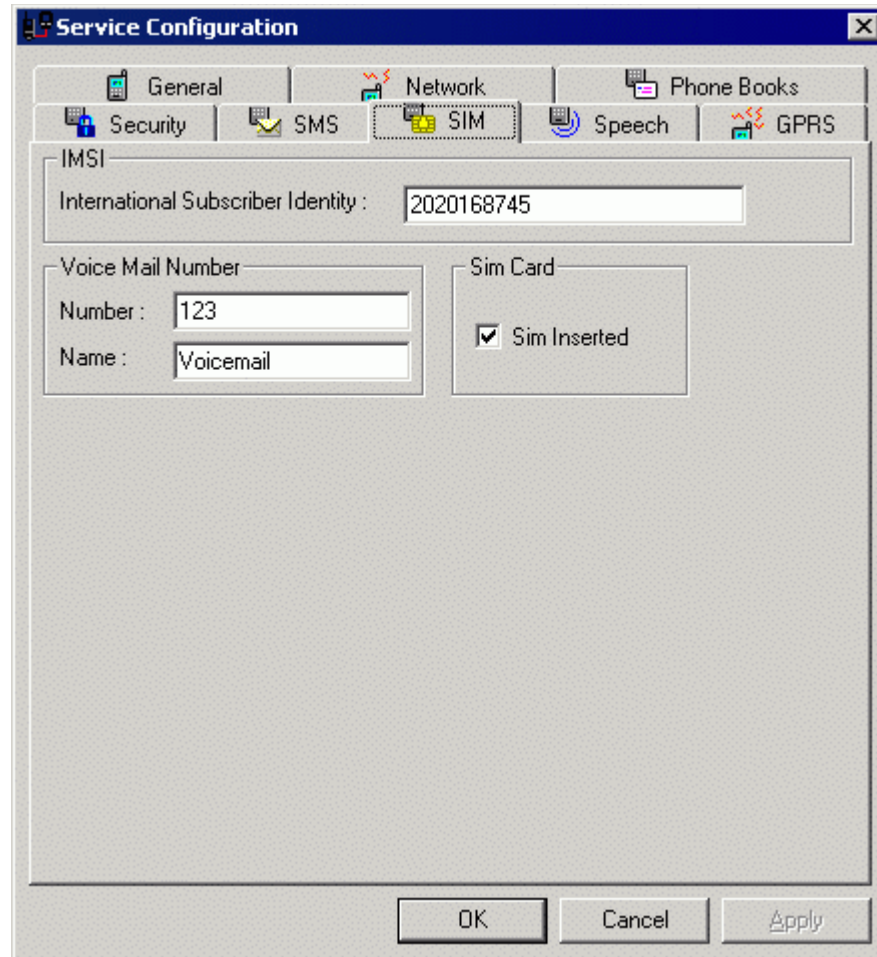 Service Configuration
General Network Phone Books
Security SMS SIM Speech GPRS
IMSI
International Subscriber Identity : 2020168745
Voice Mail Number Sim Card
Number : 123
Sim Inserted
Name : Voicemail
OK Cancel Apply